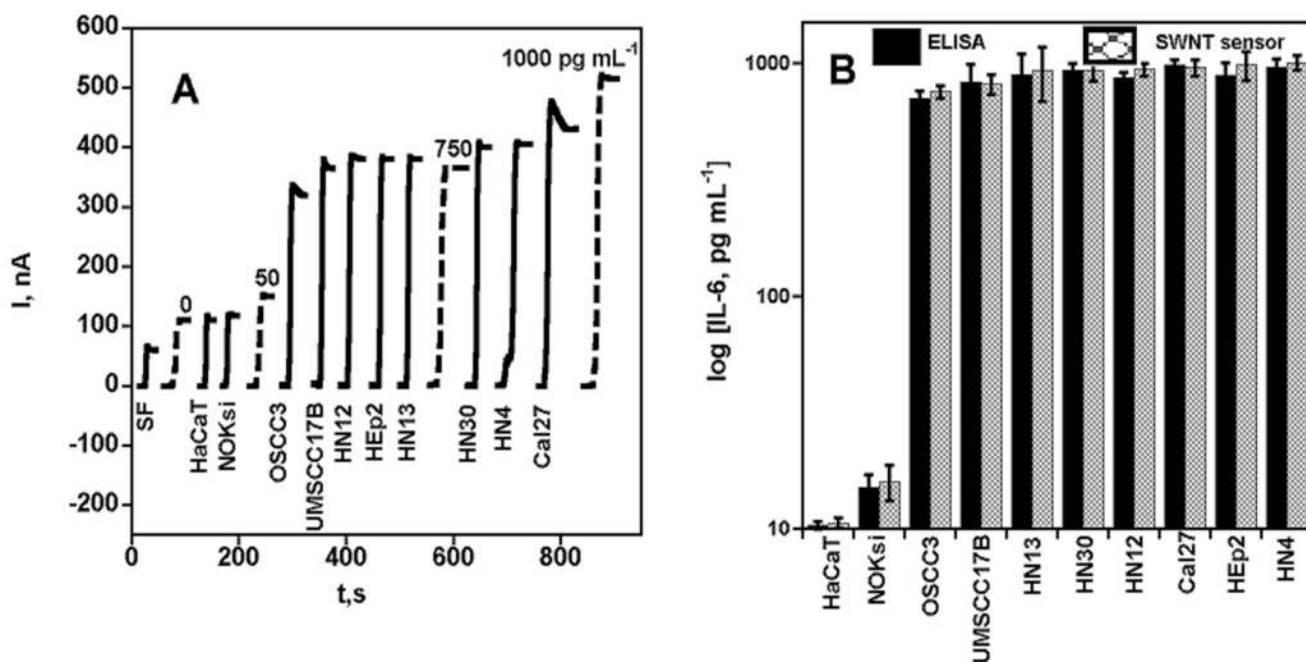 600
500
400
300
200
100
0
-100
-200
I, nA
A
1000 pg mL⁻¹
750
50
0
SF
HaCaT
NOKsi
OSCC3
UMSCC17B
HN12
HEp2
HN13
HN30
HN4
Cal27
0 200 400 600 800
t,s
B
ELISA
SWNT sensor
1000
100
10
log [IL-6, pg mL⁻¹]
HaCaT
NOKsi
OSCC3
UMSCC17B
HN13
HN30
HN12
Cal27
HEp2
HN4